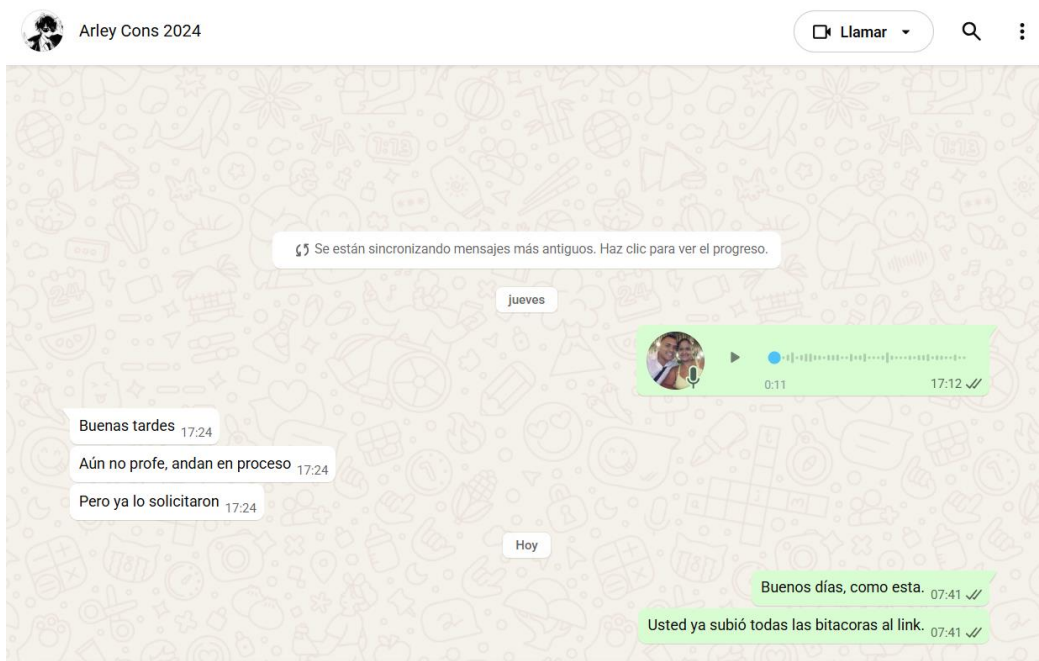 Arley Cons 2024
Llamar
Se están sincronizando mensajes más antiguos. Haz clic para ver el progreso.
jueves
0:11 17:12
Buenas tardes 17:24
Aún no profe, andan en proceso 17:24
Pero ya lo solicitaron 17:24
Hoy
Buenos días, como esta. 07:41
Usted ya subió todas las bitacoras al link. 07:41